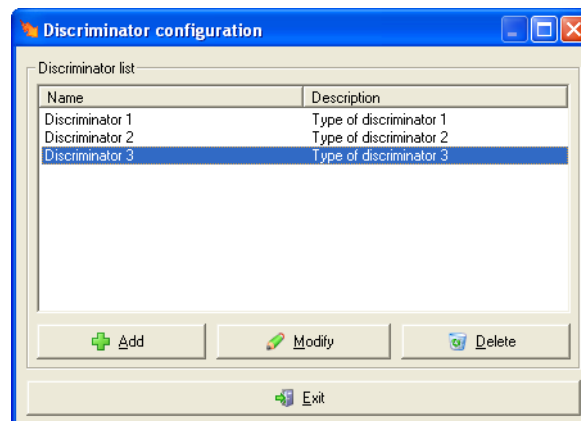 Discriminator configuration
Discriminator list
Name Description
Discriminator 1 Type of discriminator 1
Discriminator 2 Type of discriminator 2
Discriminator 3 Type of discriminator 3
Add Modify Delete
Exit